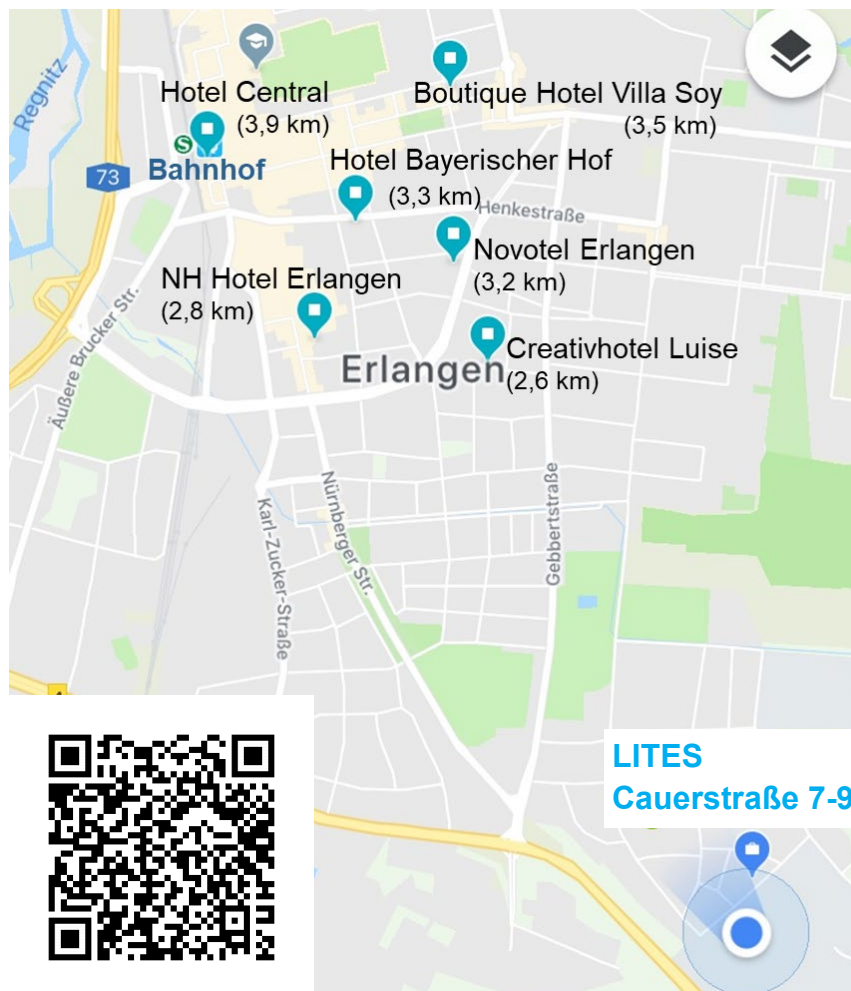 Regnitz
Hotel Central
(3,9 km)
Boutique Hotel Villa Soy
(3,5 km)
S
Bahnhof
73
Hotel Bayerischer Hof
(3,3 km)
Henkestraße
Novotel Erlangen
(3,2 km)
NH Hotel Erlangen
(2,8 km)
Äußere Brucker Str.
Creativhotel Luise
(2,6 km)
Erlangen
Nürnberger Str.
Karl-Zucker-Straße
Gebbertstraße
LITES
Cauerstraße 7-9